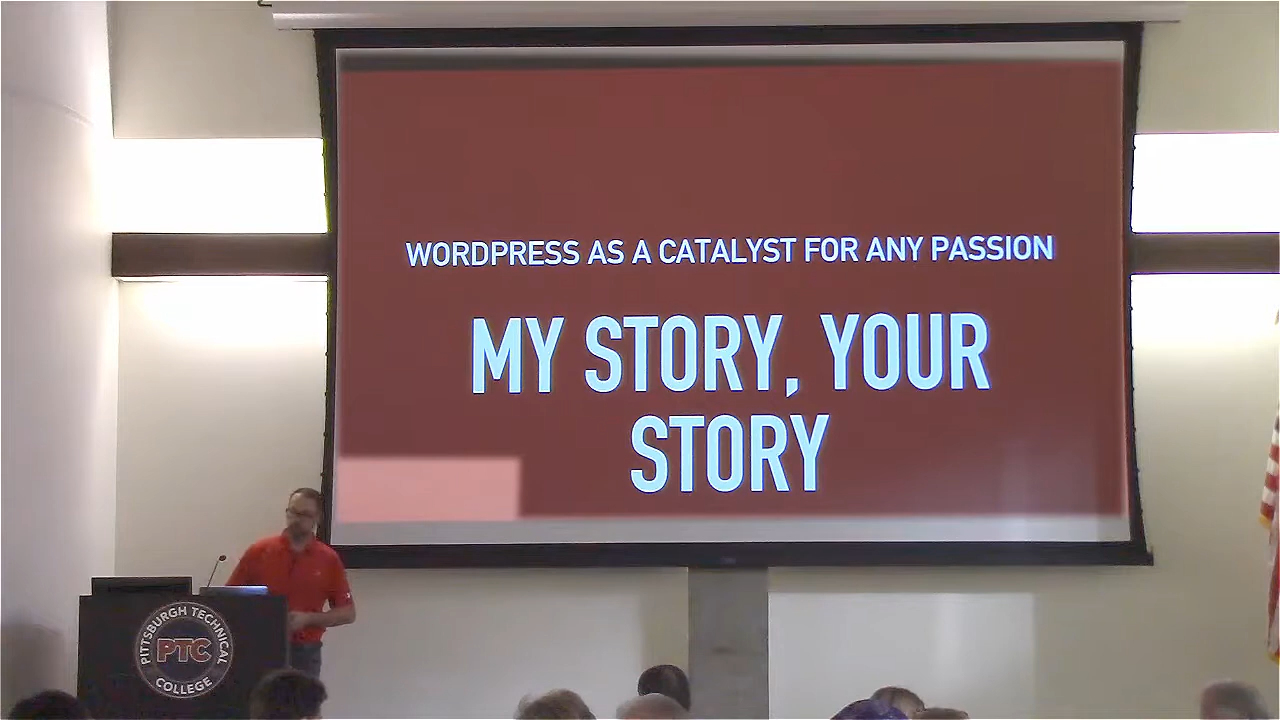 WORDPRESS AS A CATALYST FOR ANY PASSION
MY STORY, YOUR
STORY
PITTSBURGH TECHNICAL
PTC
COLLEGE